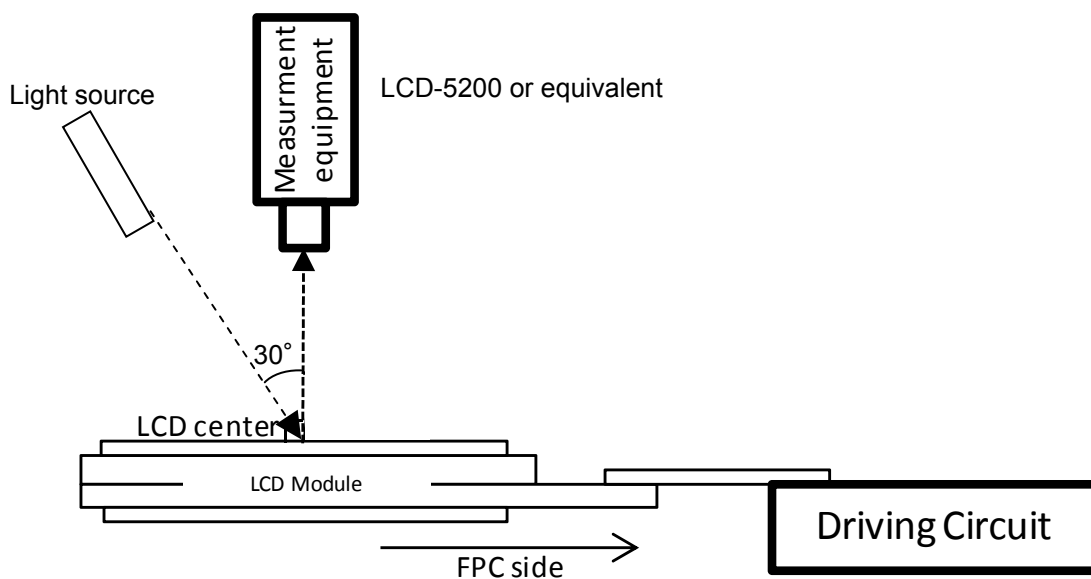 Light source
Measurment
equipment
LCD-5200 or equivalent
30°
LCD center
LCD Module
Driving Circuit
FPC side